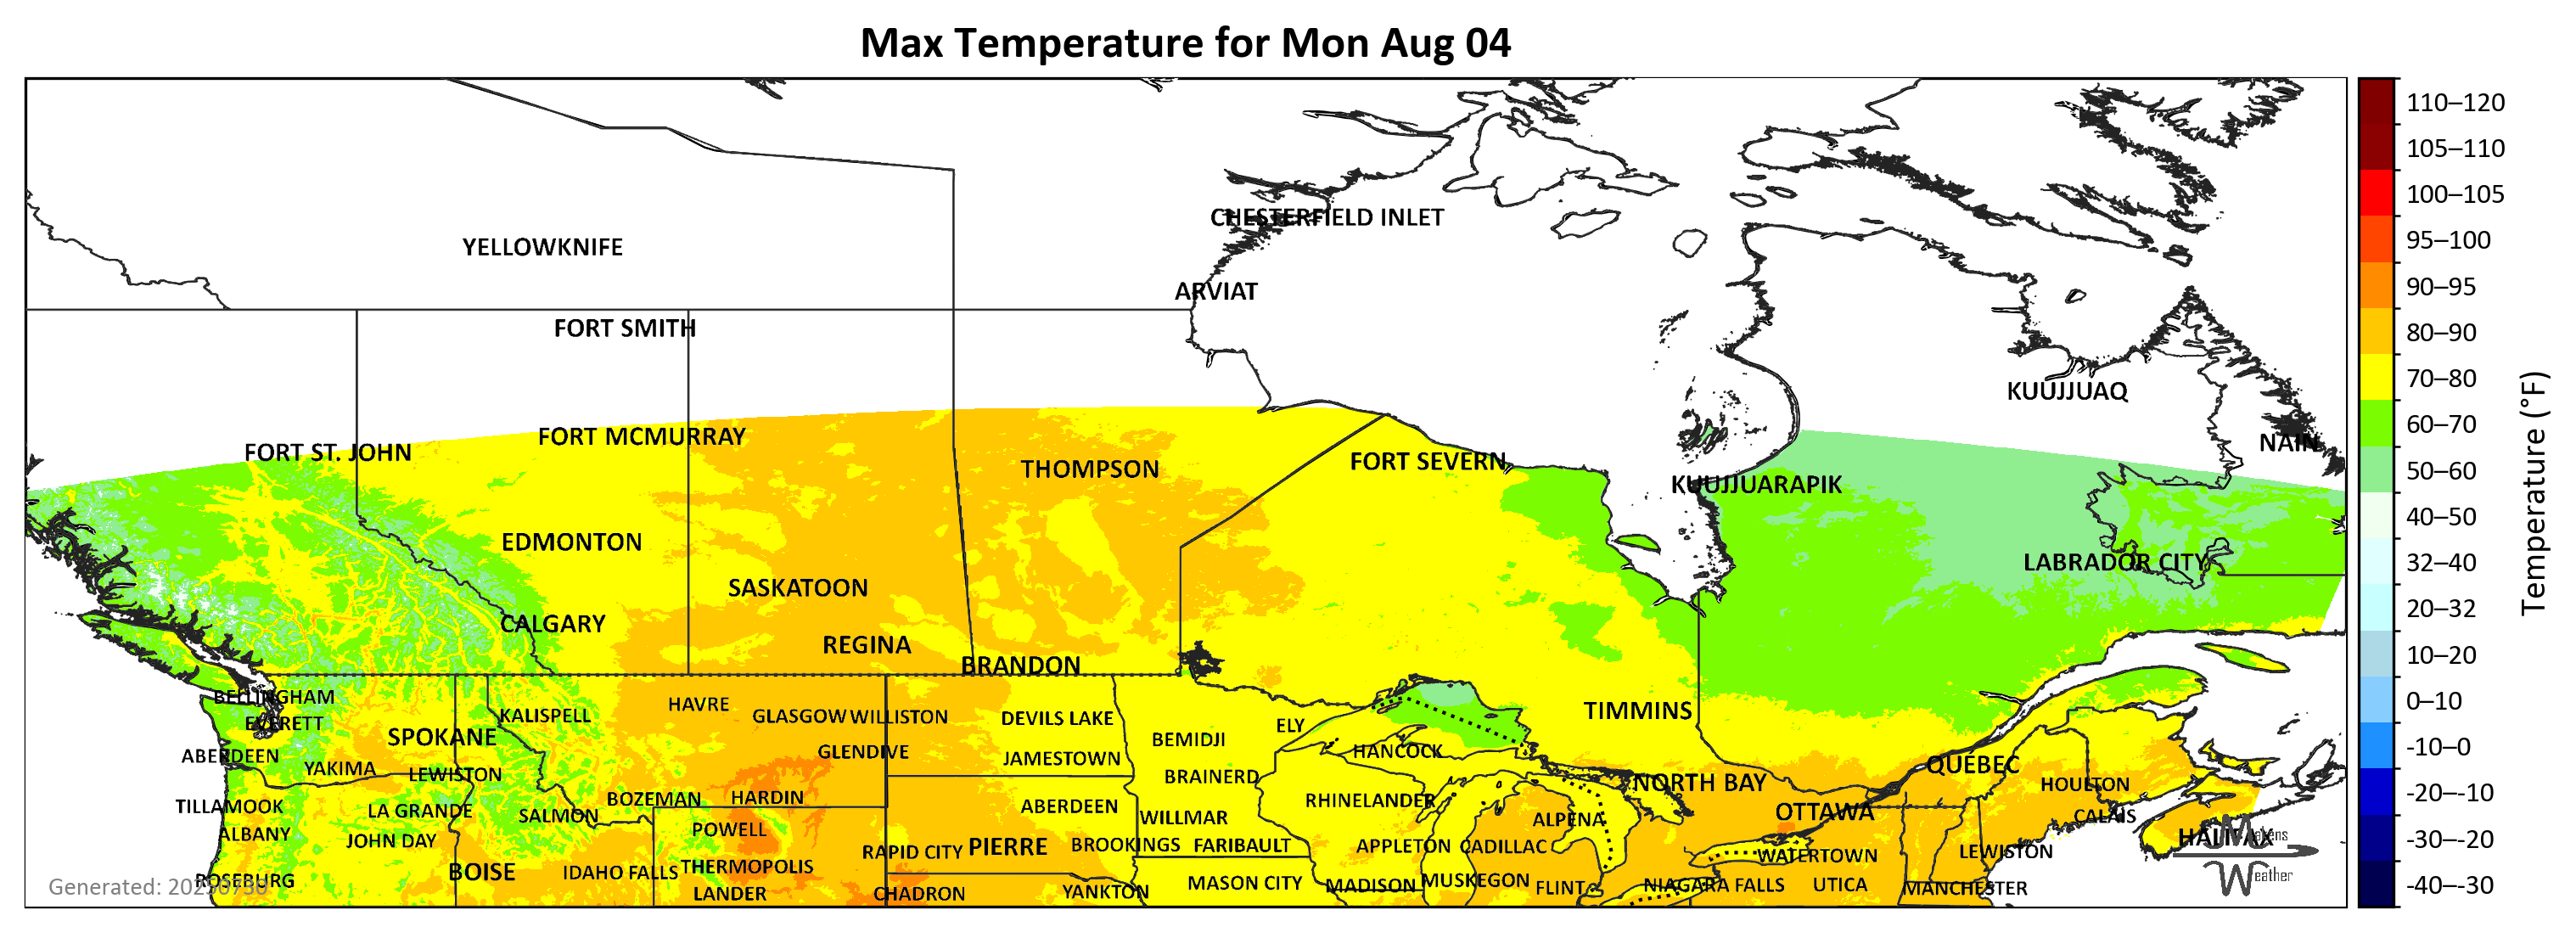 Max Temperature for Mon Aug 04
CHESTERFIELD INLET
YELLOWKNIFE
ARVIAT
FORT SMITH
KUUJJUAQ
FORT MCMURRAY
NAIN
FORT ST. JOHN
FORT SEVERN
THOMPSON
KUUJJUARAPIK
EDMONTON
LABRADOR CITY
SASKATOON
CALGARY
REGINA
BRANDON
BELLINGHAM
HAVRE
TIMMINS
KALISPELL
GLASGOW
WILLISTON
DEVILS LAKE
EVERETT
ELY
SPOKANE
BEMIDJI
HANCOCK
GLENDIVE
ABERDEEN
JAMESTOWN
QUÉBEC
YAKIMA
LEWISTON
BRAINERD
NORTH BAY
HOULTON
BOZEMAN
HARDIN
RHINELANDER
TILLAMOOK
LA GRANDE
SALMON
ABERDEEN
WILLMAR
OTTAWA
CALAIS
ALPENA
POWELL
ALBANY
JOHN DAY
HALIFAX
PIERRE
BROOKINGS
FARIBAULT
APPLETON
CADILLAC
RAPID CITY
LEWISTON
WATERTOWN
THERMOPOLIS
BOISE
IDAHO FALLS
ROSEBURG
MASON CITY
MADISON
MUSKEGON
FLINT
NIAGARA FALLS
UTICA
MANCHESTER
LANDER
CHADRON
YANKTON
Generated: 20250730
Makens
Weather
110–120
105–110
100–105
95–100
90–95
80–90
70–80
60–70
50–60
40–50
32–40
20–32
10–20
0–10
-10–0
-20–-10
-30–-20
-40–-30
Temperature (°F)